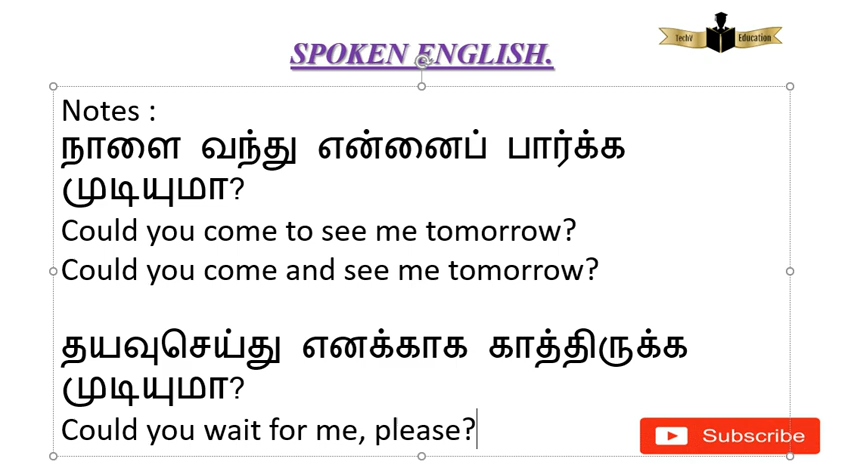 SPOKEN ENGLISH.
TechV Education
Notes :
நாளை வந்து என்னைப் பார்க்க
முடியுமா?
Could you come to see me tomorrow?
Could you come and see me tomorrow?
தயவுசெய்து எனக்காக காத்திருக்க
முடியுமா?
Could you wait for me, please?
Subscribe